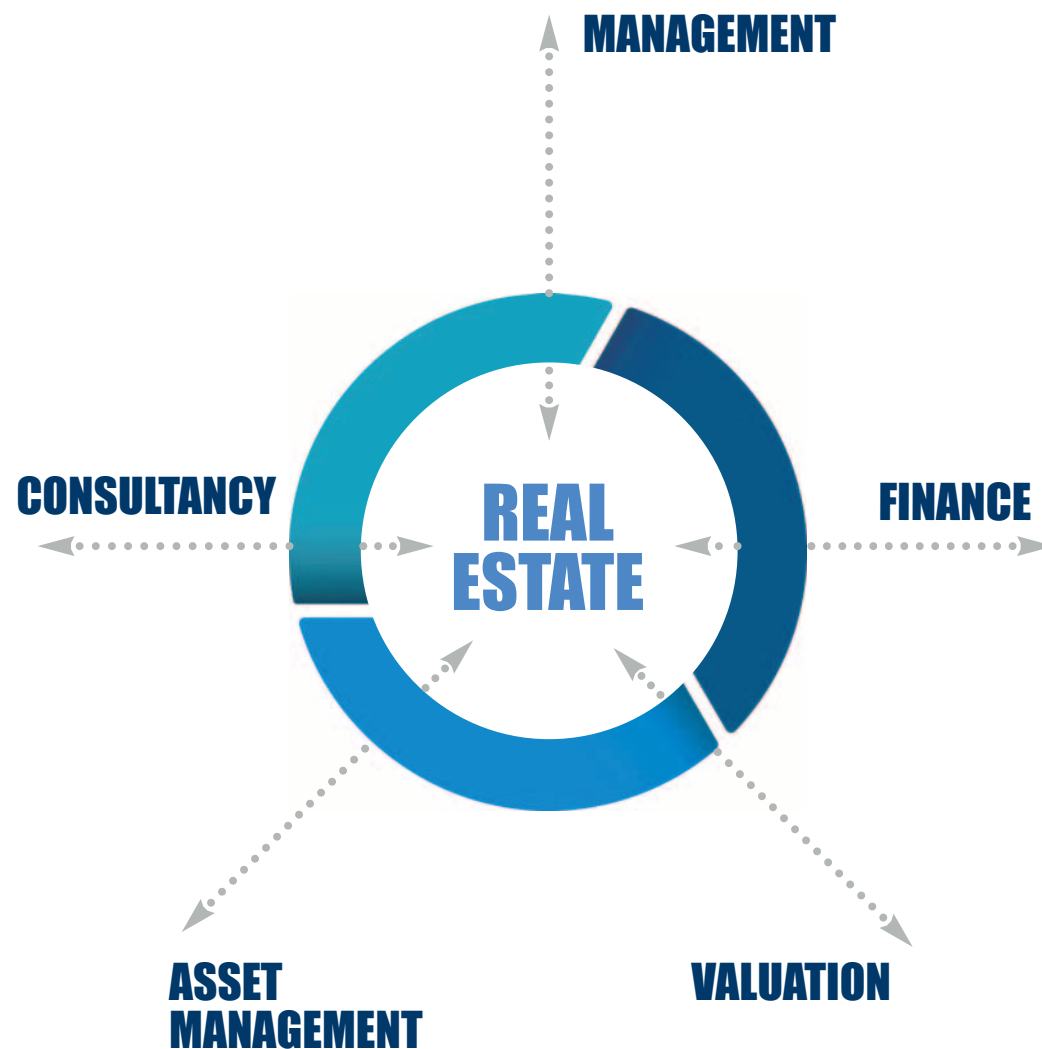 MANAGEMENT
CONSULTANCY
REAL
ESTATE
FINANCE
ASSET
MANAGEMENT
VALUATION